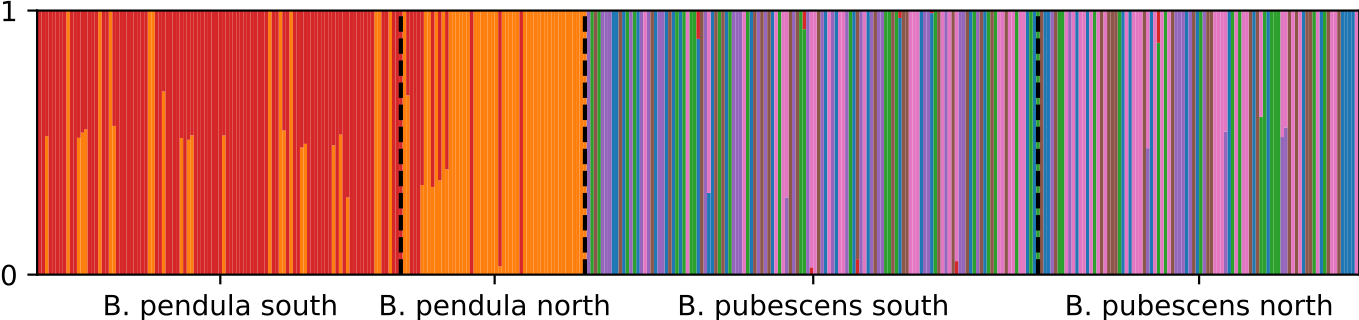 1
0
B. pendula south
B. pendula north
B. pubescens south
B. pubescens north